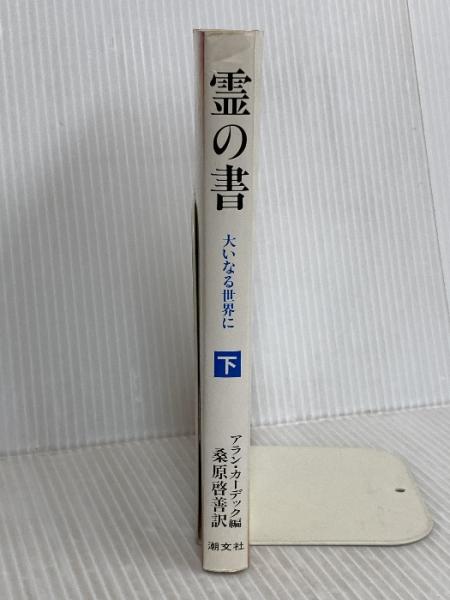 霊の書
大いなる世界に
下
アラン・カーデック編
桑原啓善訳
潮文社